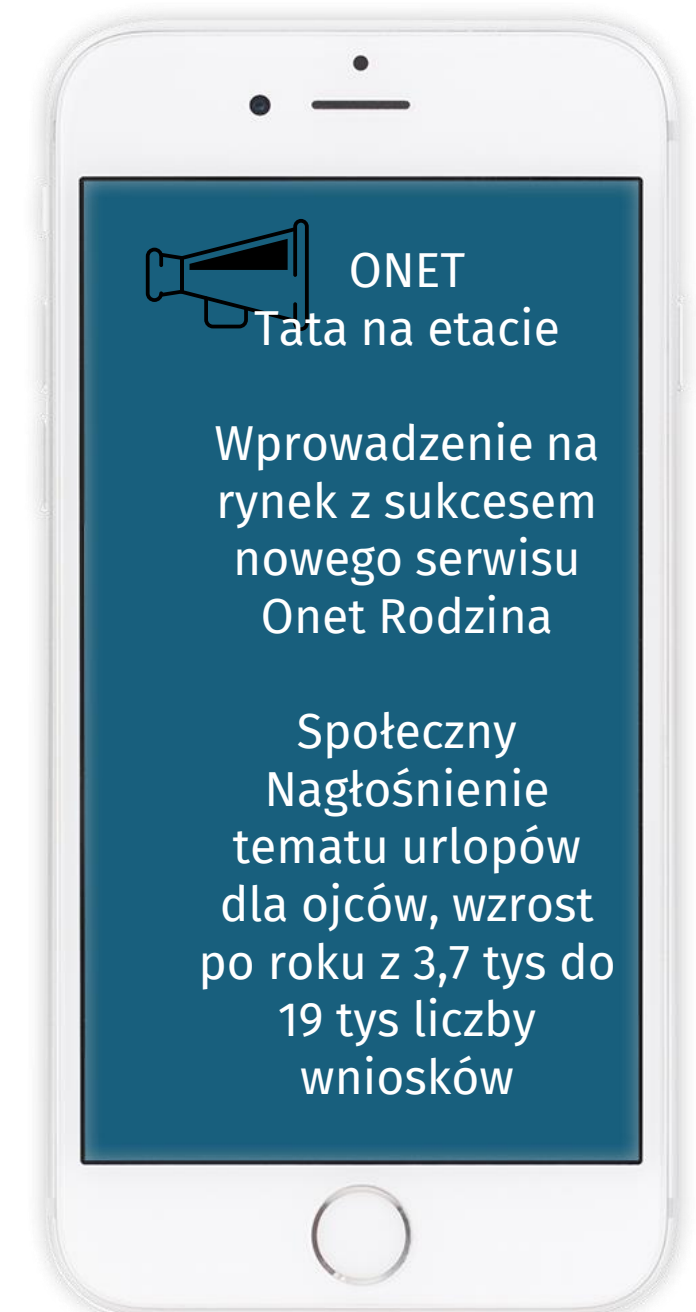 ONET
Tata na etacie
Wprowadzenie na
rynek z sukcesem
nowego serwisu
Onet Rodzina
Społeczny
Nagłośnienie
tematu urlopów
dla ojców, wzrost
po roku z 3,7 tys do
19 tys liczby
wniosków